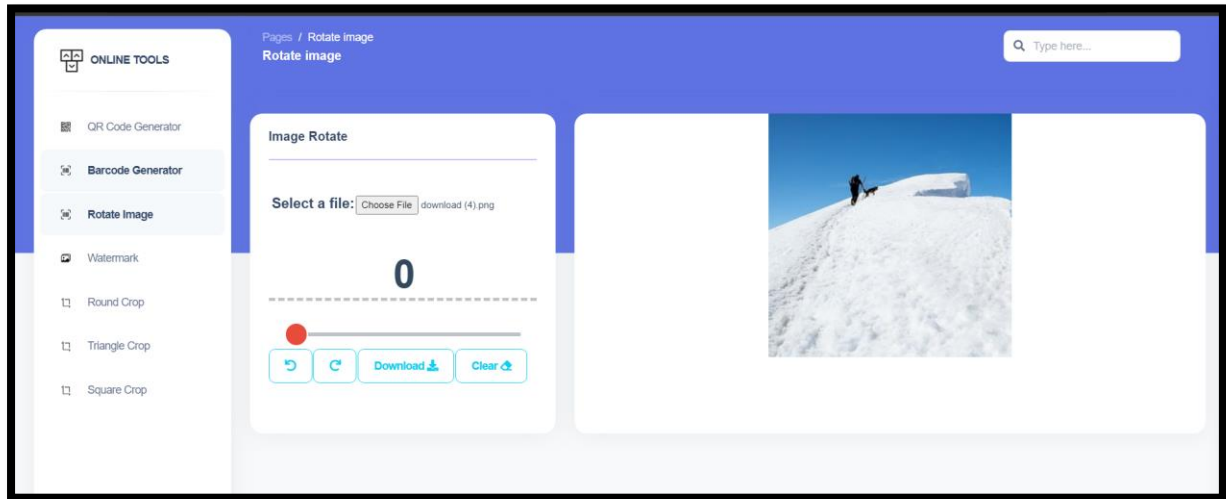 ONLINE TOOLS
QR Code Generator
Barcode Generator
Rotate Image
Watermark
Round Crop
Triangle Crop
Square Crop
Pages / Rotate image
Rotate image
Type here...
Image Rotate
Select a file: Choose File download (4).png
0
Download
Clear